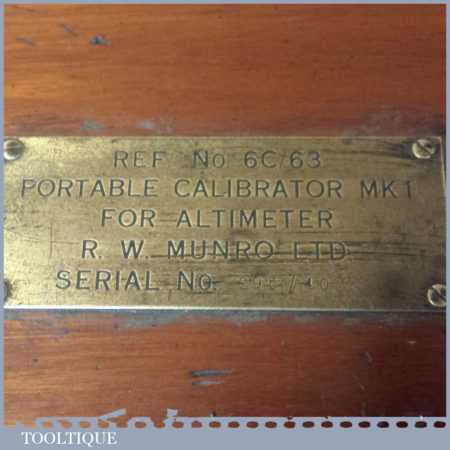 REF No 6C/63
PORTABLE CALIBRATOR MK1
FOR ALTIMETER
R. W. MUNRO LTD.
SERIAL No.
TOOLTIQUE